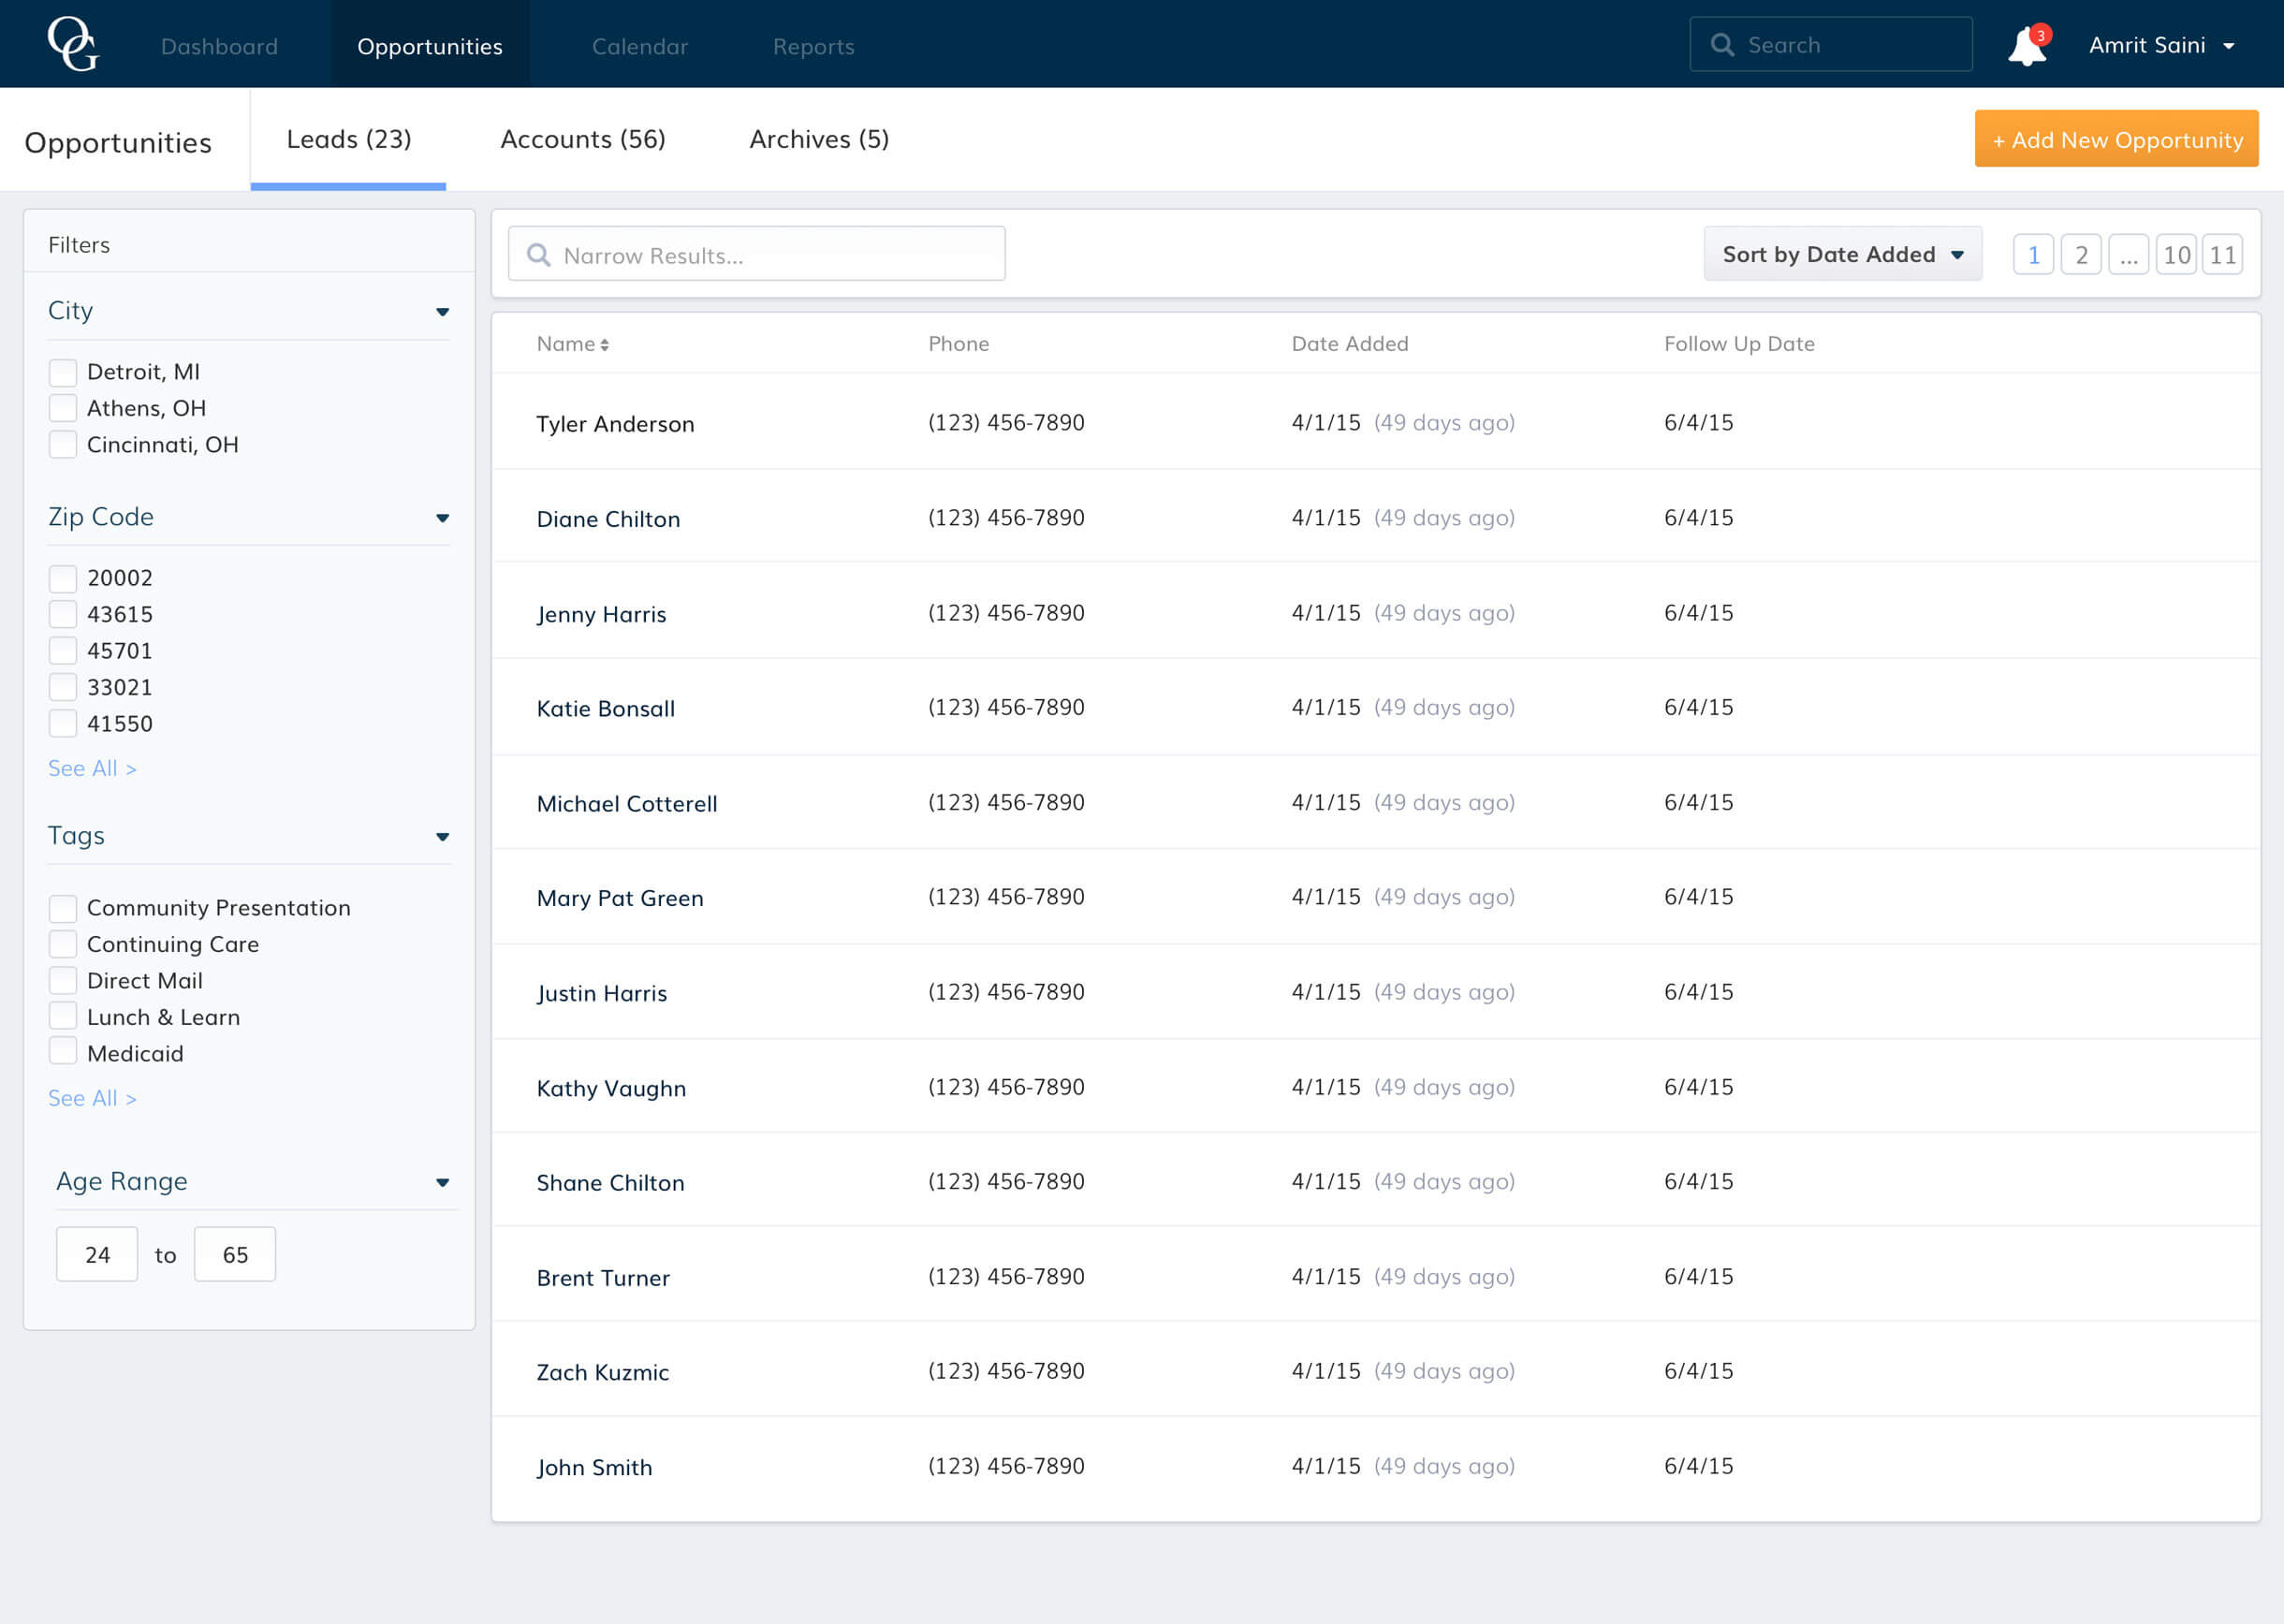 OG Dashboard Opportunities Calendar Reports Search 3 Amrit Saini
Opportunities Leads (23) Accounts (56) Archives (5) + Add New Opportunity
Filters
City
Detroit, MI
Athens, OH
Cincinnati, OH
Zip Code
20002
43615
45701
33021
41550
See All >
Tags
Community Presentation
Continuing Care
Direct Mail
Lunch & Learn
Medicaid
See All >
Age Range
24 to 65
Narrow Results... Sort by Date Added 1 2 ... 10 11
Name Phone Date Added Follow Up Date
Tyler Anderson (123) 456-7890 4/1/15 (49 days ago) 6/4/15
Diane Chilton (123) 456-7890 4/1/15 (49 days ago) 6/4/15
Jenny Harris (123) 456-7890 4/1/15 (49 days ago) 6/4/15
Katie Bonsall (123) 456-7890 4/1/15 (49 days ago) 6/4/15
Michael Cotterell (123) 456-7890 4/1/15 (49 days ago) 6/4/15
Mary Pat Green (123) 456-7890 4/1/15 (49 days ago) 6/4/15
Justin Harris (123) 456-7890 4/1/15 (49 days ago) 6/4/15
Kathy Vaughn (123) 456-7890 4/1/15 (49 days ago) 6/4/15
Shane Chilton (123) 456-7890 4/1/15 (49 days ago) 6/4/15
Brent Turner (123) 456-7890 4/1/15 (49 days ago) 6/4/15
Zach Kuzmic (123) 456-7890 4/1/15 (49 days ago) 6/4/15
John Smith (123) 456-7890 4/1/15 (49 days ago) 6/4/15